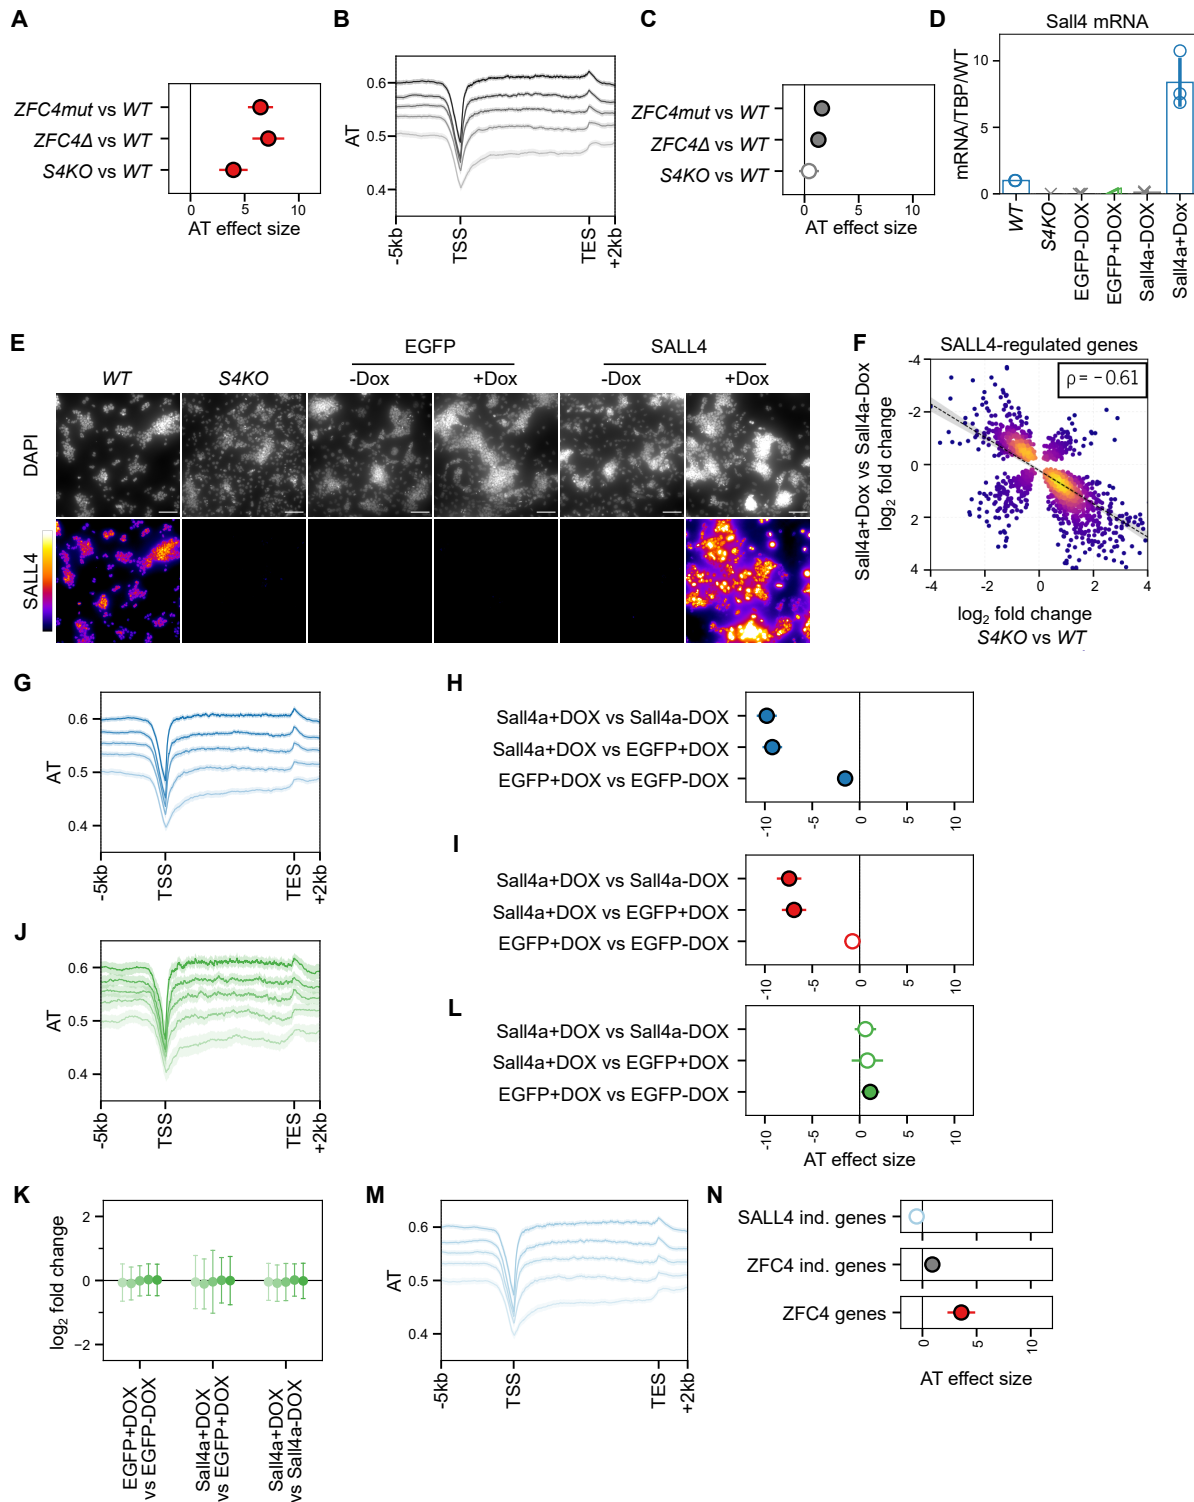 A
ZFC4mut vs WT
ZFC4Δ vs WT
S4KO vs WT
0
5
10
AT effect size
B
AT
0.6
0.5
0.4
-5kb
TSS
TES
+2kb
C
ZFC4mut vs WT
ZFC4Δ vs WT
S4KO vs WT
0
5
10
AT effect size
D
Sall4 mRNA
mRNA/TBP/WT
10
5
0
WT
S4KO
EGFP-DOX
EGFP+DOX
Sall4a-DOX
Sall4a+Dox
E
EGFP
SALL4
WT
S4KO
-Dox
+Dox
-Dox
+Dox
DAPI
SALL4
F
SALL4-regulated genes
ρ = −0.61
Sall4a+Dox vs Sall4a-Dox
log2 fold change
-4
-2
0
2
4
-4
-2
0
2
4
log2 fold change
S4KO vs WT
G
AT
0.6
0.5
0.4
-5kb
TSS
TES
+2kb
H
Sall4a+DOX vs Sall4a-DOX
Sall4a+DOX vs EGFP+DOX
EGFP+DOX vs EGFP-DOX
-10
-5
0
5
10
I
Sall4a+DOX vs Sall4a-DOX
Sall4a+DOX vs EGFP+DOX
EGFP+DOX vs EGFP-DOX
-10
-5
0
5
10
J
AT
0.6
0.5
0.4
-5kb
TSS
TES
+2kb
L
Sall4a+DOX vs Sall4a-DOX
Sall4a+DOX vs EGFP+DOX
EGFP+DOX vs EGFP-DOX
-10
-5
0
5
10
AT effect size
K
log2 fold change
2
0
−2
EGFP+DOX
vs EGFP-DOX
Sall4a+DOX
vs EGFP+DOX
Sall4a+DOX
vs Sall4a-DOX
M
AT
0.6
0.5
0.4
-5kb
TSS
TES
+2kb
N
SALL4 ind. genes
ZFC4 ind. genes
ZFC4 genes
0
5
10
AT effect size